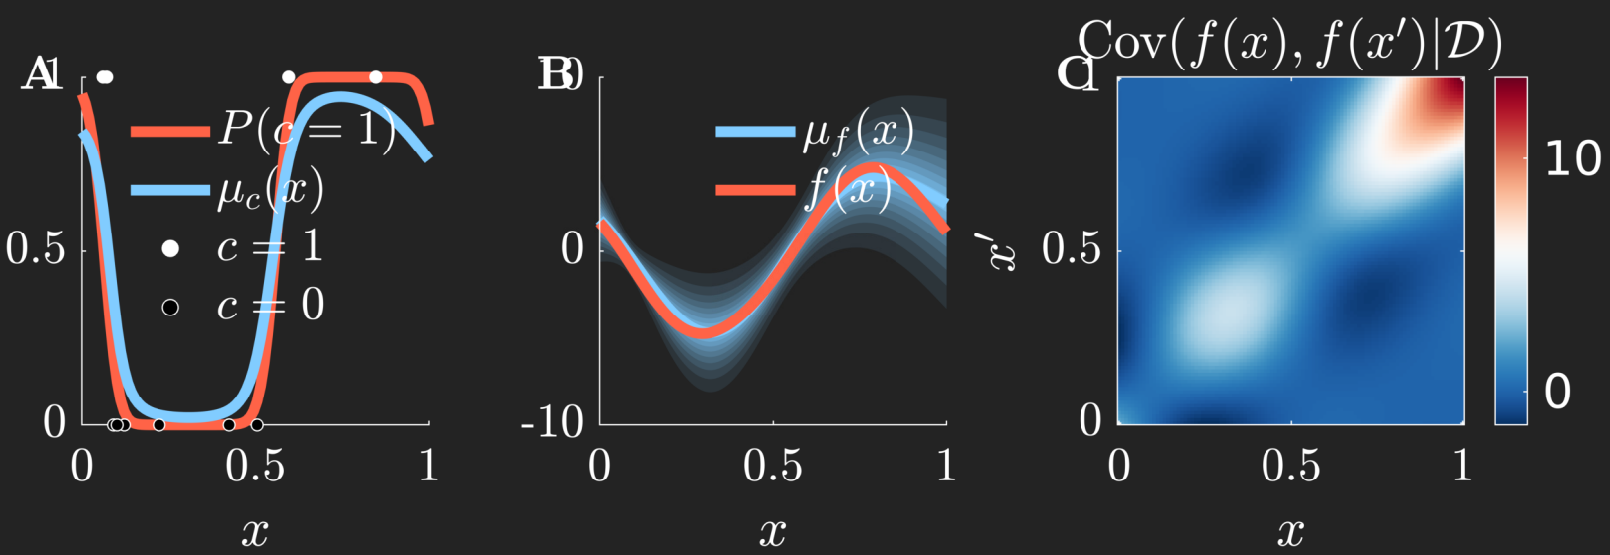 A
1
0.5
0
0
0.5
1
x
P(c = 1)
μc(x)
c = 1
c = 0
B
10
0
-10
0
0.5
1
x
μf(x)
f(x)
Cov(f(x), f(x′)|𝒟)
C
1
0.5
0
x′
0
0.5
1
x
10
0